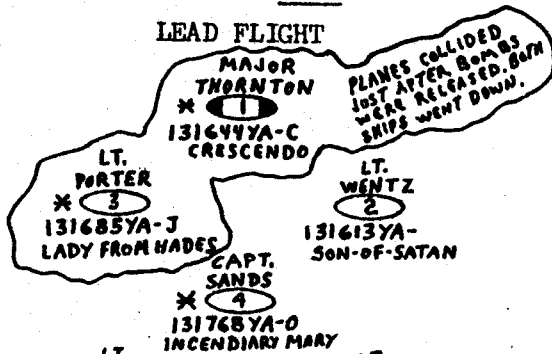 LEAD FLIGHT
MAJOR
THORNTON
1
131644YA-C
CRESCENDO
PLANES COLLIDED
JUST AFTER BOMBS
WERE RELEASED. BOTH
SHIPS WENT DOWN.
LT.
PORTER
3
131685YA-J
LADY FROM HADES
LT.
WENTZ
2
131613YA-
SON-OF-SATAN
CAPT.
SANDS
4
131768YA-O
INCENDIARY MARY
LT.